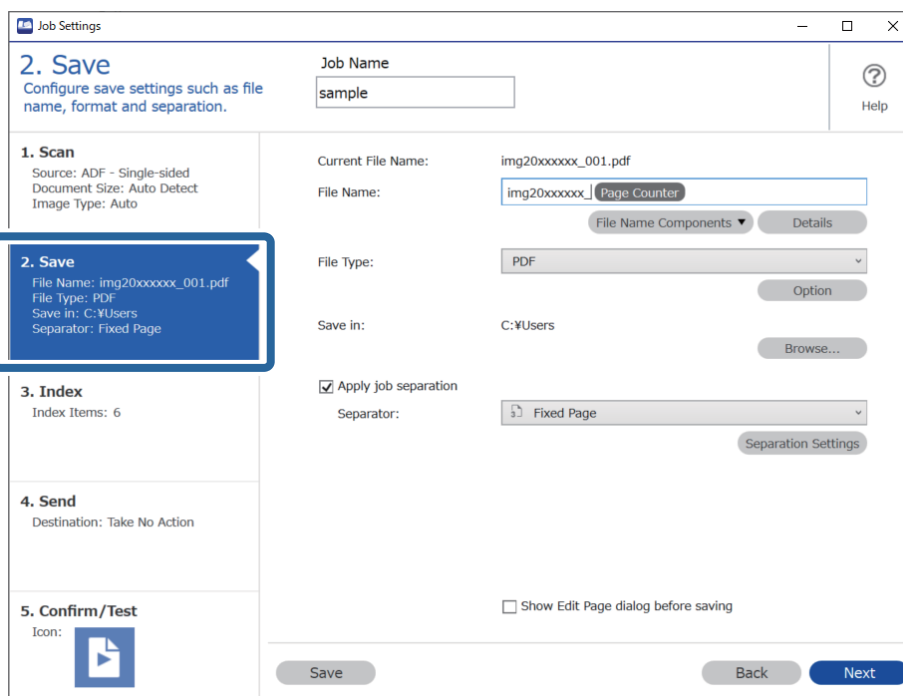 Job Settings
2. Save
Configure save settings such as file
name, format and separation.
Job Name
sample
Help
1. Scan
Source: ADF - Single-sided
Document Size: Auto Detect
Image Type: Auto
2. Save
File Name: img20xxxxxx_001.pdf
File Type: PDF
Save in: C:¥Users
Separator: Fixed Page
3. Index
Index Items: 6
4. Send
Destination: Take No Action
5. Confirm/Test
Icon:
Current File Name: img20xxxxxx_001.pdf
File Name: img20xxxxxx_ Page Counter
File Name Components ▼ Details
File Type: PDF
Option
Save in: C:¥Users
Browse...
Apply job separation
Separator: Fixed Page
Separation Settings
Show Edit Page dialog before saving
Save Back Next